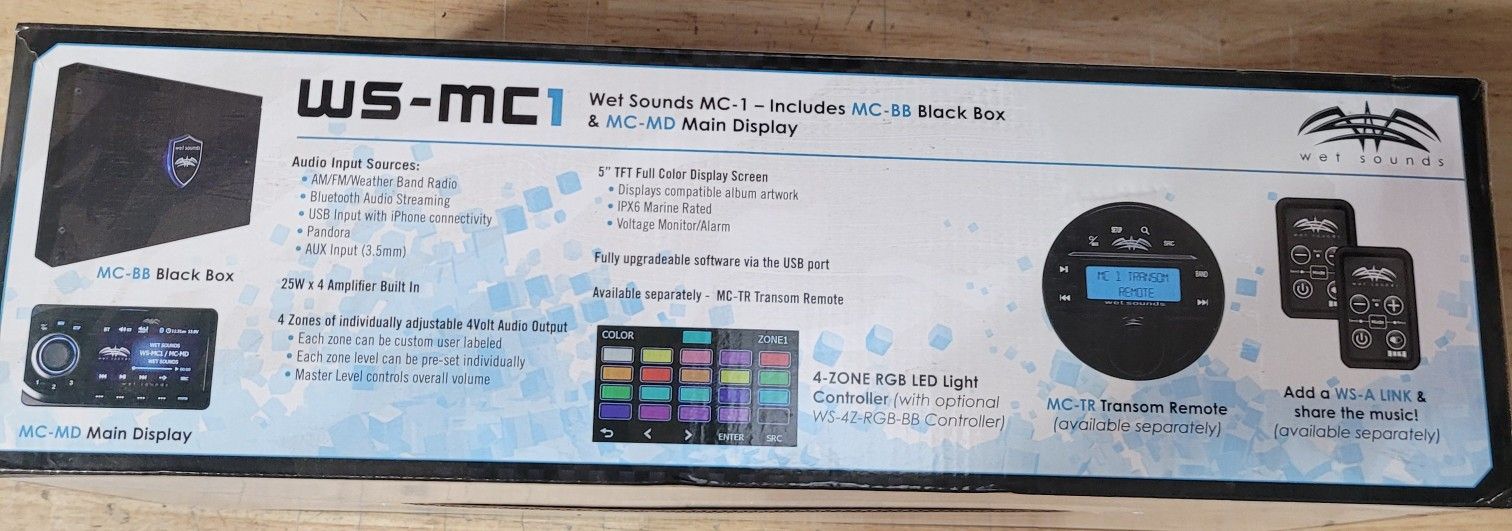 WS-MC1
Wet Sounds MC-1 – Includes MC-BB Black Box
& MC-MD Main Display
wet sounds
wet sounds
MC-BB Black Box
Audio Input Sources:
• AM/FM/Weather Band Radio
• Bluetooth Audio Streaming
• USB Input with iPhone connectivity
• Pandora
• AUX Input (3.5mm)
25W x 4 Amplifier Built In
4 Zones of individually adjustable 4Volt Audio Output
• Each zone can be custom user labeled
• Each zone level can be pre-set individually
• Master Level controls overall volume
5" TFT Full Color Display Screen
• Displays compatible album artwork
• IPX6 Marine Rated
• Voltage Monitor/Alarm
Fully upgradeable software via the USB port
Available separately - MC-TR Transom Remote
WET SOUNDS
WS-MC1 / MC-MD
WET SOUNDS
wet sounds
1 2 3
MC-MD Main Display
COLOR ZONE1
ENTER SRC
4-ZONE RGB LED Light
Controller (with optional
WS-4Z-RGB-BB Controller)
SETUP
SRC
BAND
MC 1 TRANSOM
REMOTE
wet sounds
MC-TR Transom Remote
(available separately)
Mode
Add a WS-A LINK &
share the music!
(available separately)